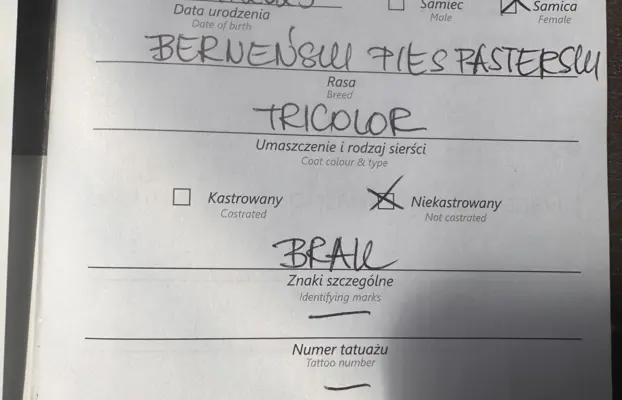 Data urodzenia
Date of birth
Samiec
Male
Samica
Female
BERNEŃSKI PIES PASTERSKI
Rasa
Breed
TRICOLOR
Umaszczenie i rodzaj sierści
Coat colour & type
Kastrowany
Castrated
Niekastrowany
Not castrated
BRAK
Znaki szczególne
Identifying marks
—
Numer tatuażu
Tattoo number
—